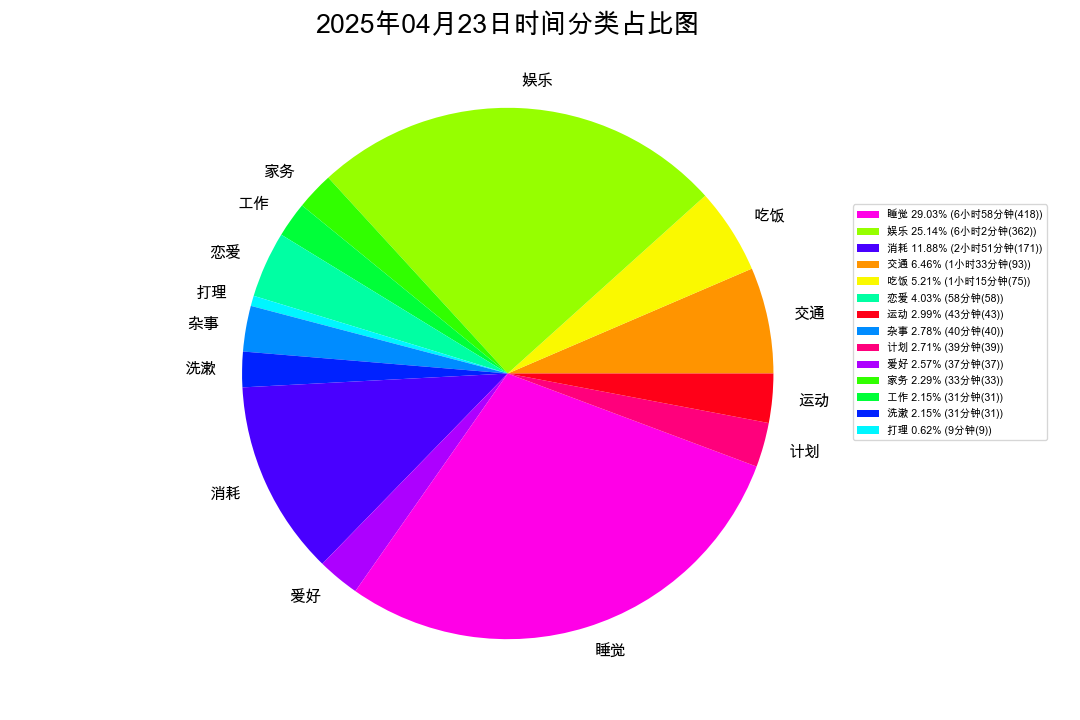 2025年04月23日时间分类占比图
娱乐
家务
工作
恋爱
打理
杂事
洗漱
消耗
爱好
睡觉
计划
运动
交通
吃饭
睡觉 29.03% (6小时58分钟(418))
娱乐 25.14% (6小时2分钟(362))
消耗 11.88% (2小时51分钟(171))
交通 6.46% (1小时33分钟(93))
吃饭 5.21% (1小时15分钟(75))
恋爱 4.03% (58分钟(58))
运动 2.99% (43分钟(43))
杂事 2.78% (40分钟(40))
计划 2.71% (39分钟(39))
爱好 2.57% (37分钟(37))
家务 2.29% (33分钟(33))
工作 2.15% (31分钟(31))
洗漱 2.15% (31分钟(31))
打理 0.62% (9分钟(9))